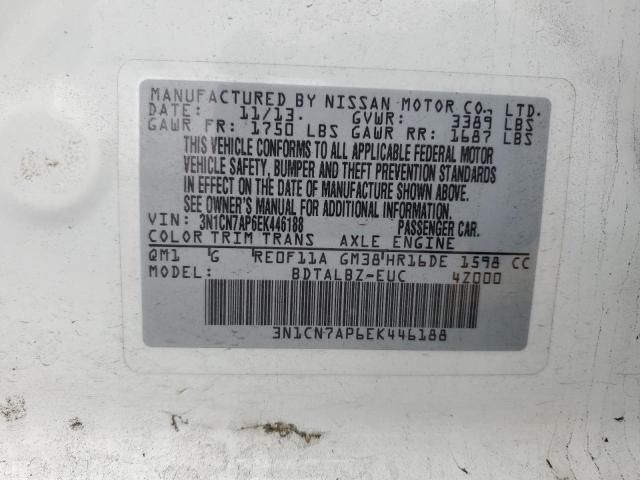 MANUFACTURED BY NISSAN MOTOR CO., LTD.
DATE: 11/13. GVWR: 3389 LBS
GAWR FR: 1750 LBS GAWR RR: 1687 LBS
THIS VEHICLE CONFORMS TO ALL APPLICABLE FEDERAL MOTOR
VEHICLE SAFETY, BUMPER AND THEFT PREVENTION STANDARDS
IN EFFECT ON THE DATE OF MANUFACTURE SHOWN ABOVE.
SEE OWNER'S MANUAL FOR ADDITIONAL INFORMATION.
VIN: 3N1CN7AP6EK446188 PASSENGER CAR.
COLOR TRIM TRANS AXLE ENGINE
QM1 G RE0F11A GM38 HR16DE 1598 CC
MODEL: BDTALBZ-EUC 4Z000
3N1CN7AP6EK446188